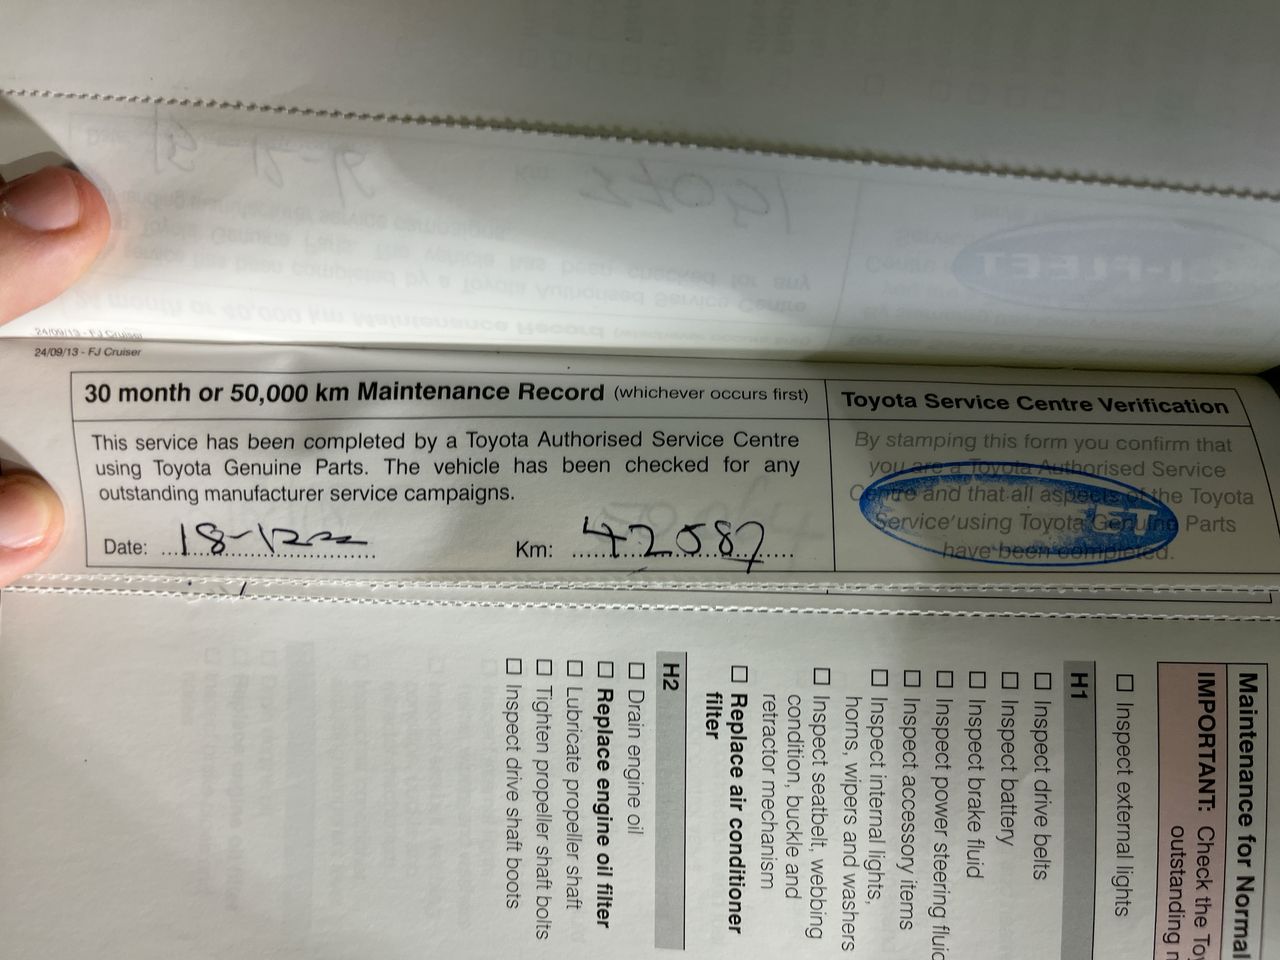 24/09/13 - FJ Cruiser
24/09/13 - FJ Cruiser
30 month or 50,000 km Maintenance Record (whichever occurs first)
This service has been completed by a Toyota Authorised Service Centre
using Toyota Genuine Parts. The vehicle has been checked for any
outstanding manufacturer service campaigns.
Date:
Km: 42587
Toyota Service Centre Verification
By stamping this form you confirm that
you are a Toyota Authorised Service
Centre and that all aspects of the Toyota
Service using Toyota Genuine Parts
have been completed.
Maintenance for Normal
IMPORTANT: Check the
outstanding
Inspect external lights
H1
Inspect drive belts
Inspect battery
Inspect brake fluid
Inspect power steering fluid
Inspect accessory items
Inspect internal lights,
horns, wipers and washers
Inspect seatbelt, webbing
condition, buckle and
retractor mechanism
Replace air conditioner
filter
H2
Drain engine oil
Replace engine oil filter
Lubricate propeller shaft
Tighten propeller shaft bolts
Inspect drive shaft boots